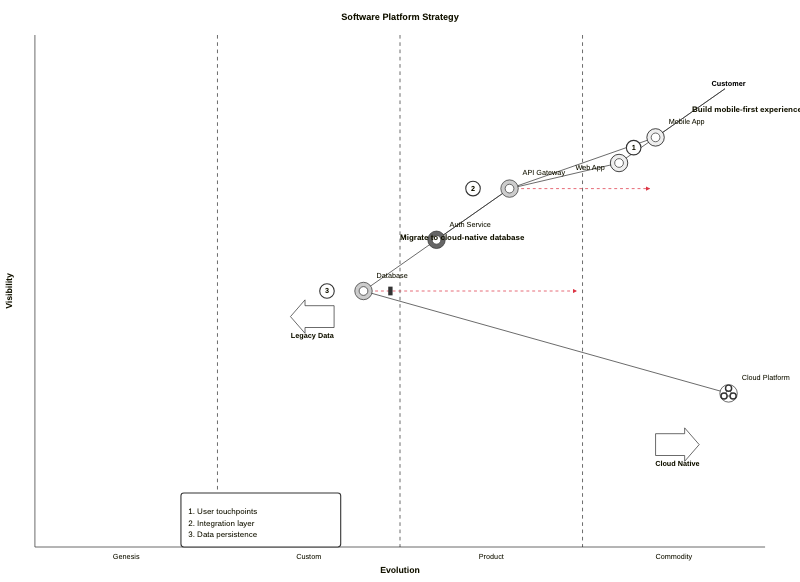 Software Platform Strategy
Customer
Build mobile-first experience
Mobile App
1
Web App
API Gateway
2
Auth Service
Migrate to cloud-native database
Database
3
Legacy Data
Cloud Platform
Cloud Native
Visibility
1. User touchpoints
2. Integration layer
3. Data persistence
Genesis
Custom
Product
Commodity
Evolution